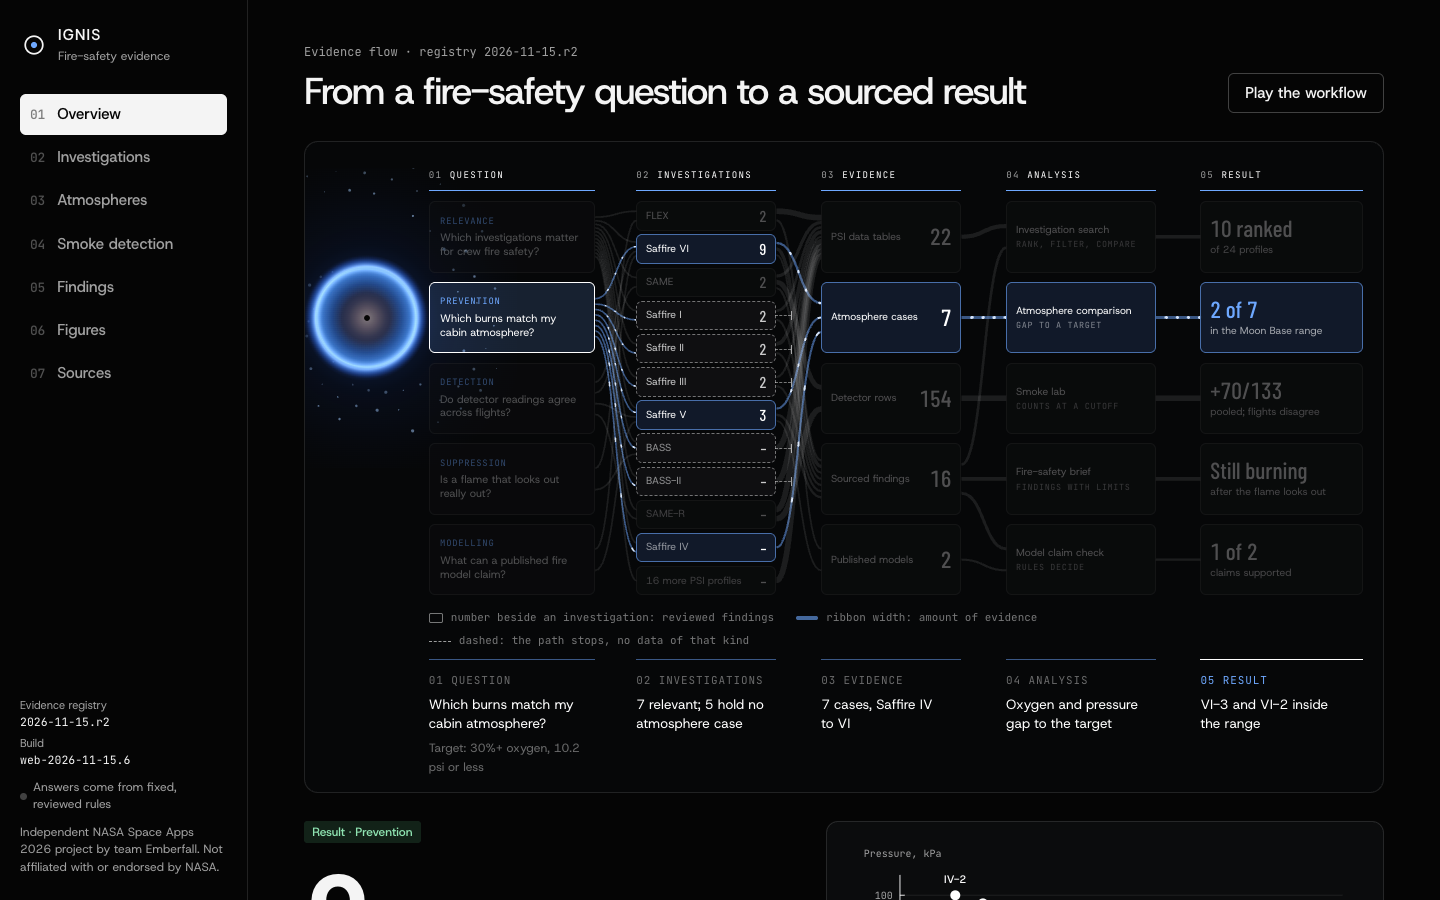 IGNIS
Fire-safety evidence
01 Overview
02 Investigations
03 Atmospheres
04 Smoke detection
05 Findings
06 Figures
07 Sources
Evidence registry
2026-11-15.r2
Build
web-2026-11-15.6
Answers come from fixed,
reviewed rules
Independent NASA Space Apps
2026 project by team Emberfall. Not
affiliated with or endorsed by NASA.
Evidence flow · registry 2026-11-15.r2
From a fire-safety question to a sourced result
Play the workflow
01 QUESTION
RELEVANCE
Which investigations matter
for crew fire safety?
PREVENTION
Which burns match my
cabin atmosphere?
DETECTION
Do detector readings agree
across flights?
SUPPRESSION
Is a flame that looks out
really out?
MODELLING
What can a published fire
model claim?
02 INVESTIGATIONS
FLEX 2
Saffire VI 9
SAME 2
Saffire I 2
Saffire II 2
Saffire III 2
Saffire V 3
BASS –
BASS-II –
SAME-R –
Saffire IV –
16 more PSI profiles –
03 EVIDENCE
PSI data tables 22
Atmosphere cases 7
Detector rows 154
Sourced findings 16
Published models 2
04 ANALYSIS
Investigation search
RANK, FILTER, COMPARE
Atmosphere comparison
GAP TO A TARGET
Smoke lab
COUNTS AT A CUTOFF
Fire-safety brief
FINDINGS WITH LIMITS
Model claim check
RULES DECIDE
05 RESULT
10 ranked
of 24 profiles
2 of 7
in the Moon Base range
+70/133
pooled; flights disagree
Still burning
after the flame looks out
1 of 2
claims supported
number beside an investigation: reviewed findings
ribbon width: amount of evidence
dashed: the path stops, no data of that kind
01 QUESTION
Which burns match my
cabin atmosphere?
Target: 30%+ oxygen, 10.2
psi or less
02 INVESTIGATIONS
7 relevant; 5 hold no
atmosphere case
03 EVIDENCE
7 cases, Saffire IV
to VI
04 ANALYSIS
Oxygen and pressure
gap to the target
05 RESULT
VI-3 and VI-2 inside
the range
Result · Prevention
Pressure, kPa
IV-2
100